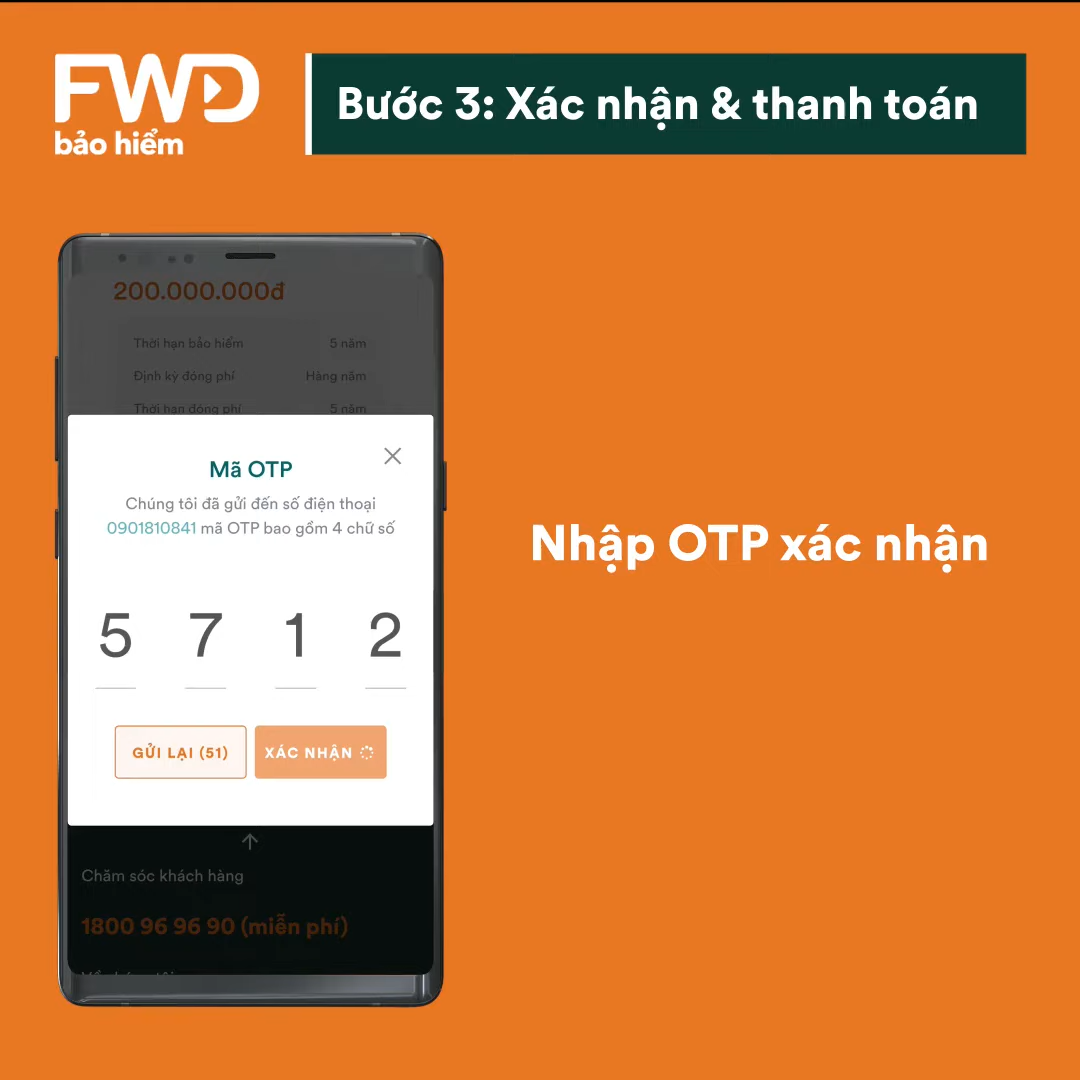 FWD
bảo hiểm
Bước 3: Xác nhận & thanh toán
200.000.000đ
Thời hạn bảo hiểm 5 năm
Định kỳ đóng phí Hàng năm
Thời hạn đóng phí 5 năm
Mã OTP
Chúng tôi đã gửi đến số điện thoại
0901810841 mã OTP bao gồm 4 chữ số
5 7 1 2
GỬI LẠI (51) XÁC NHẬN
Nhập OTP xác nhận
Chăm sóc khách hàng
1800 96 96 90 (miễn phí)